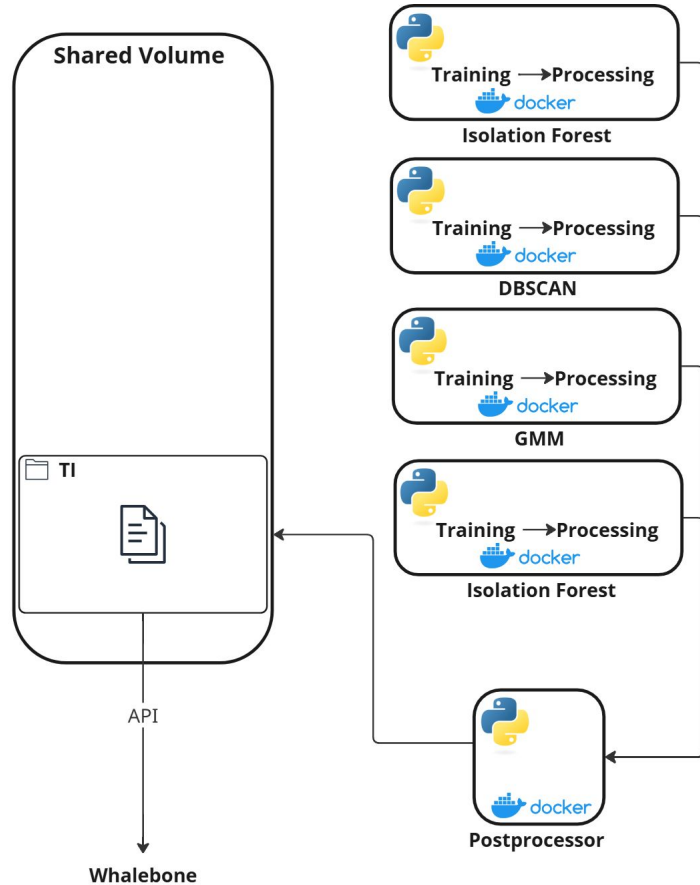 Shared Volume
TI
API
Whalebone
Training Processing
docker
Isolation Forest
Training Processing
docker
DBSCAN
Training Processing
docker
GMM
Training Processing
docker
Isolation Forest
docker
Postprocessor